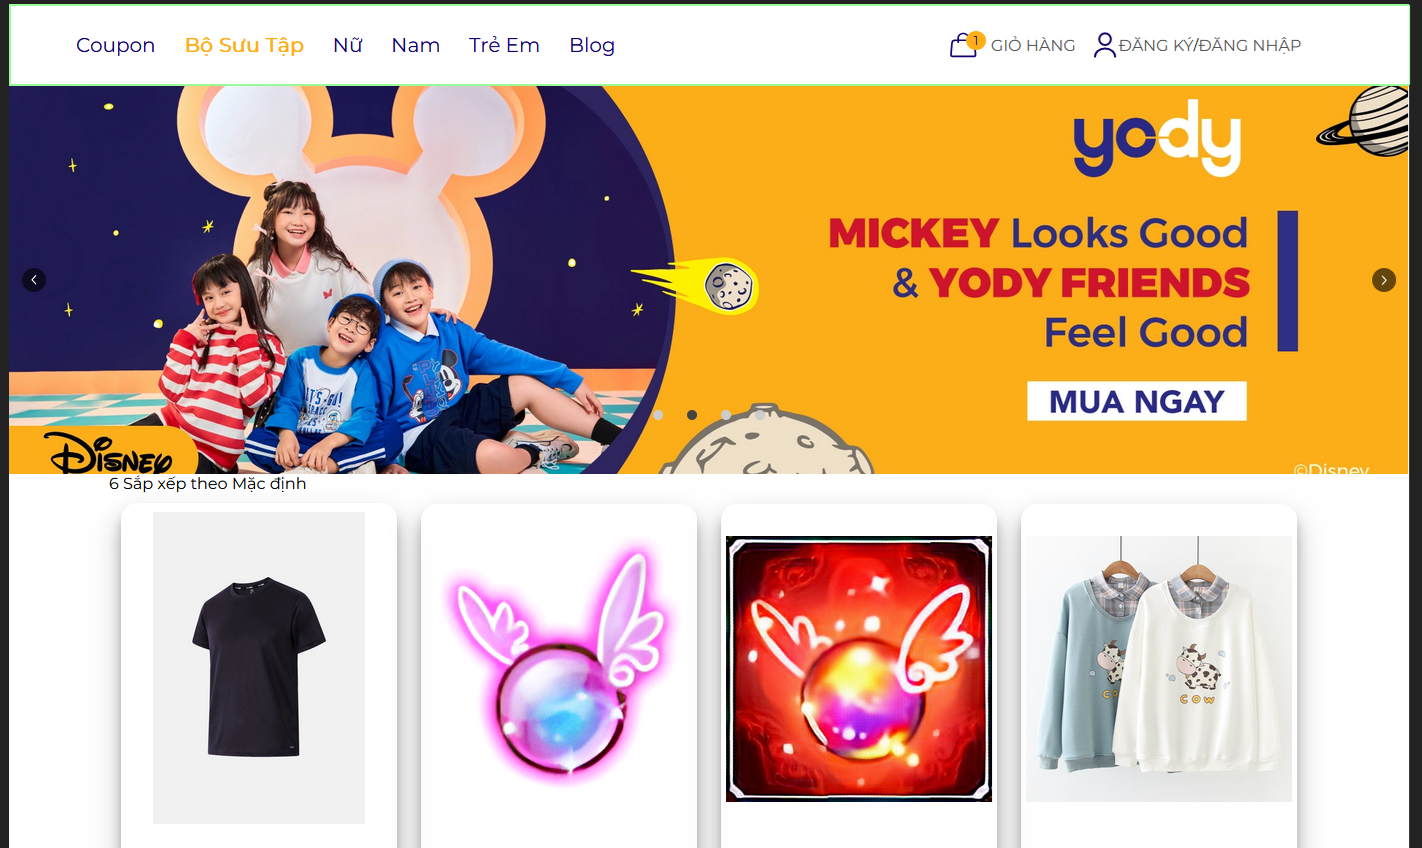 Coupon Bộ Sưu Tập Nữ Nam Trẻ Em Blog 1 GIỎ HÀNG ĐĂNG KÝ/ĐĂNG NHẬP
yody
MICKEY Looks Good
& YODY FRIENDS
Feel Good
MUA NGAY
DISNEY
©Disney
6 Sắp xếp theo Mặc định
COW